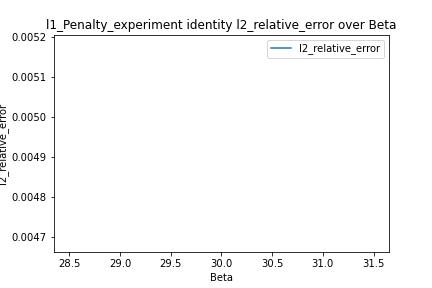 l1_Penalty_experiment identity l2_relative_error over Beta
l2_relative_error
0.0052
0.0051
0.0050
0.0049
0.0048
0.0047
l2_relative_error
28.5 29.0 29.5 30.0 30.5 31.0 31.5
Beta